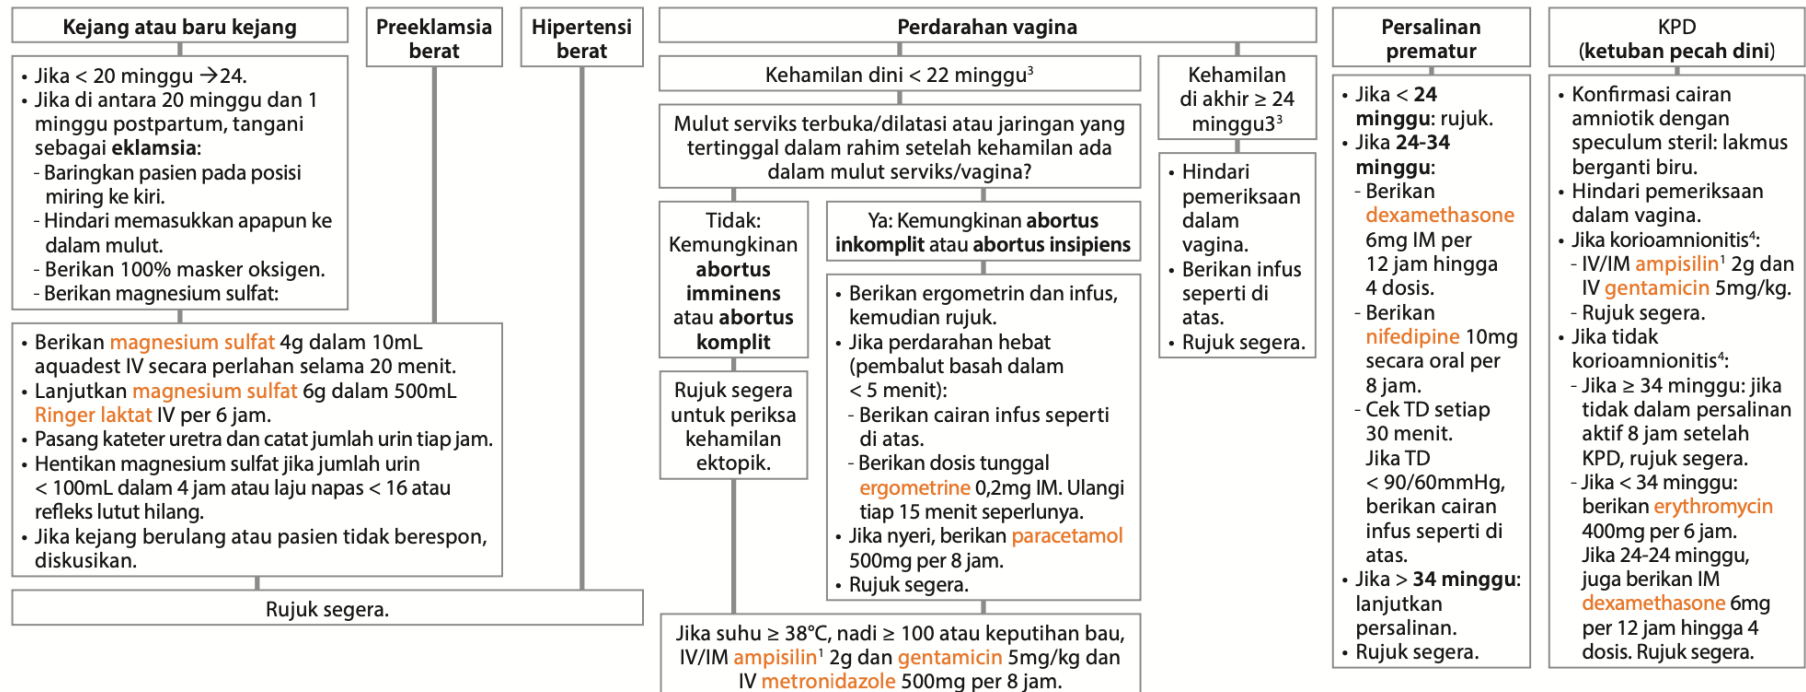 Kejang atau baru kejang
• Jika < 20 minggu →24.
• Jika di antara 20 minggu dan 1
minggu postpartum, tangani
sebagai eklamsia:
- Baringkan pasien pada posisi
miring ke kiri.
- Hindari memasukkan apapun ke
dalam mulut.
- Berikan 100% masker oksigen.
- Berikan magnesium sulfat:
Preeklamsia
berat
Hipertensi
berat
• Berikan magnesium sulfat 4g dalam 10mL
aquadest IV secara perlahan selama 20 menit.
• Lanjutkan magnesium sulfat 6g dalam 500mL
Ringer laktat IV per 6 jam.
• Pasang kateter uretra dan catat jumlah urin tiap jam.
• Hentikan magnesium sulfat jika jumlah urin
< 100mL dalam 4 jam atau laju napas < 16 atau
refleks lutut hilang.
• Jika kejang berulang atau pasien tidak berespon,
diskusikan.
Rujuk segera.
Perdarahan vagina
Kehamilan dini < 22 minggu³
Mulut serviks terbuka/dilatasi atau jaringan yang
tertinggal dalam rahim setelah kehamilan ada
dalam mulut serviks/vagina?
Tidak:
Kemungkinan
abortus
imminens
atau abortus
komplit
Rujuk segera
untuk periksa
kehamilan
ektopik.
Ya: Kemungkinan abortus
inkomplit atau abortus insipiens
• Berikan ergometrin dan infus,
kemudian rujuk.
• Jika perdarahan hebat
(pembalut basah dalam
< 5 menit):
- Berikan cairan infus seperti
di atas.
- Berikan dosis tunggal
ergometrine 0,2mg IM. Ulangi
tiap 15 menit seperlunya.
• Jika nyeri, berikan paracetamol
500mg per 8 jam.
• Rujuk segera.
Jika suhu ≥ 38°C, nadi ≥ 100 atau keputihan bau,
IV/IM ampisilin¹ 2g dan gentamicin 5mg/kg dan
IV metronidazole 500mg per 8 jam.
Kehamilan
di akhir ≥ 24
minggu3³
• Hindari
pemeriksaan
dalam
vagina.
• Berikan infus
seperti di
atas.
• Rujuk segera.
Persalinan
prematur
• Jika < 24
minggu: rujuk.
• Jika 24-34
minggu:
- Berikan
dexamethasone
6mg IM per
12 jam hingga
4 dosis.
- Berikan
nifedipine 10mg
secara oral per
8 jam.
- Cek TD setiap
30 menit.
Jika TD
< 90/60mmHg,
berikan cairan
infus seperti di
atas.
• Jika > 34 minggu:
lanjutkan
persalinan.
• Rujuk segera.
KPD
(ketuban pecah dini)
• Konfirmasi cairan
amniotik dengan
speculum steril: lakmus
berganti biru.
• Hindari pemeriksaan
dalam vagina.
• Jika korioamnionitis⁴:
- IV/IM ampisilin¹ 2g dan
IV gentamicin 5mg/kg.
- Rujuk segera.
• Jika tidak
korioamnionitis⁴:
- Jika ≥ 34 minggu: jika
tidak dalam persalinan
aktif 8 jam setelah
KPD, rujuk segera.
- Jika < 34 minggu:
berikan erythromycin
400mg per 6 jam.
Jika 24-24 minggu,
juga berikan IM
dexamethasone 6mg
per 12 jam hingga 4
dosis. Rujuk segera.